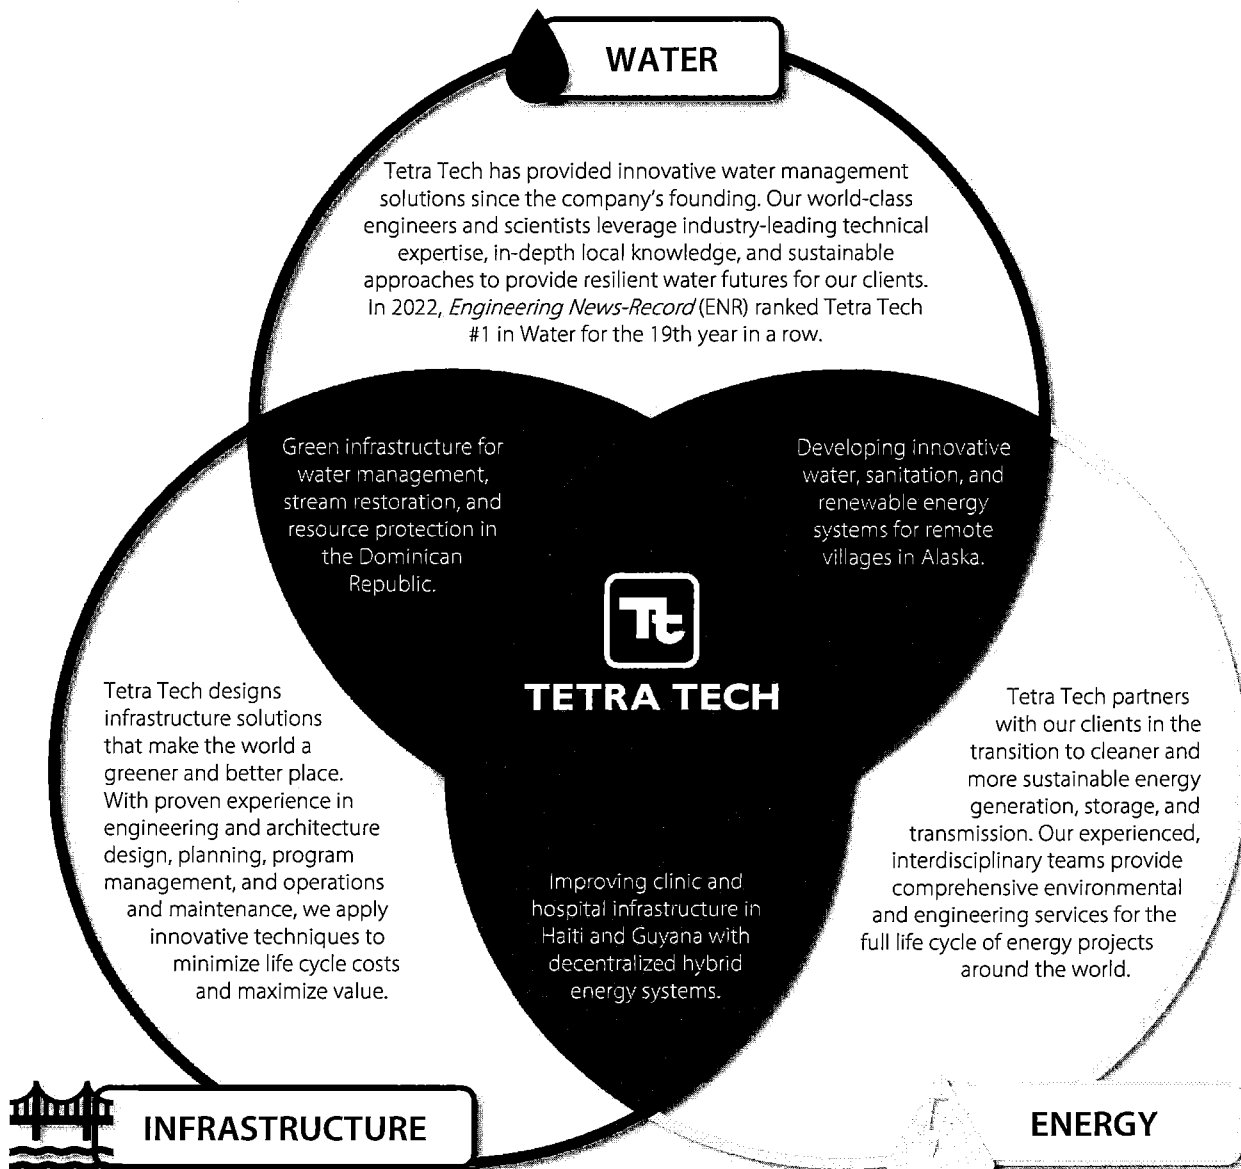 WATER
Tetra Tech has provided innovative water management
solutions since the company's founding. Our world-class
engineers and scientists leverage industry-leading technical
expertise, in-depth local knowledge, and sustainable
approaches to provide resilient water futures for our clients.
In 2022, Engineering News-Record (ENR) ranked Tetra Tech
#1 in Water for the 19th year in a row.
Green infrastructure for
water management,
stream restoration, and
resource protection in
the Dominican
Republic.
Developing innovative
water, sanitation, and
renewable energy
systems for remote
villages in Alaska.
Tt
TETRA TECH
Tetra Tech designs
infrastructure solutions
that make the world a
greener and better place.
With proven experience in
engineering and architecture
design, planning, program
management, and operations
and maintenance, we apply
innovative techniques to
minimize life cycle costs
and maximize value.
Improving clinic and
hospital infrastructure in
Haiti and Guyana with
decentralized hybrid
energy systems.
Tetra Tech partners
with our clients in the
transition to cleaner and
more sustainable energy
generation, storage, and
transmission. Our experienced,
interdisciplinary teams provide
comprehensive environmental
and engineering services for the
full life cycle of energy projects
around the world.
INFRASTRUCTURE
ENERGY